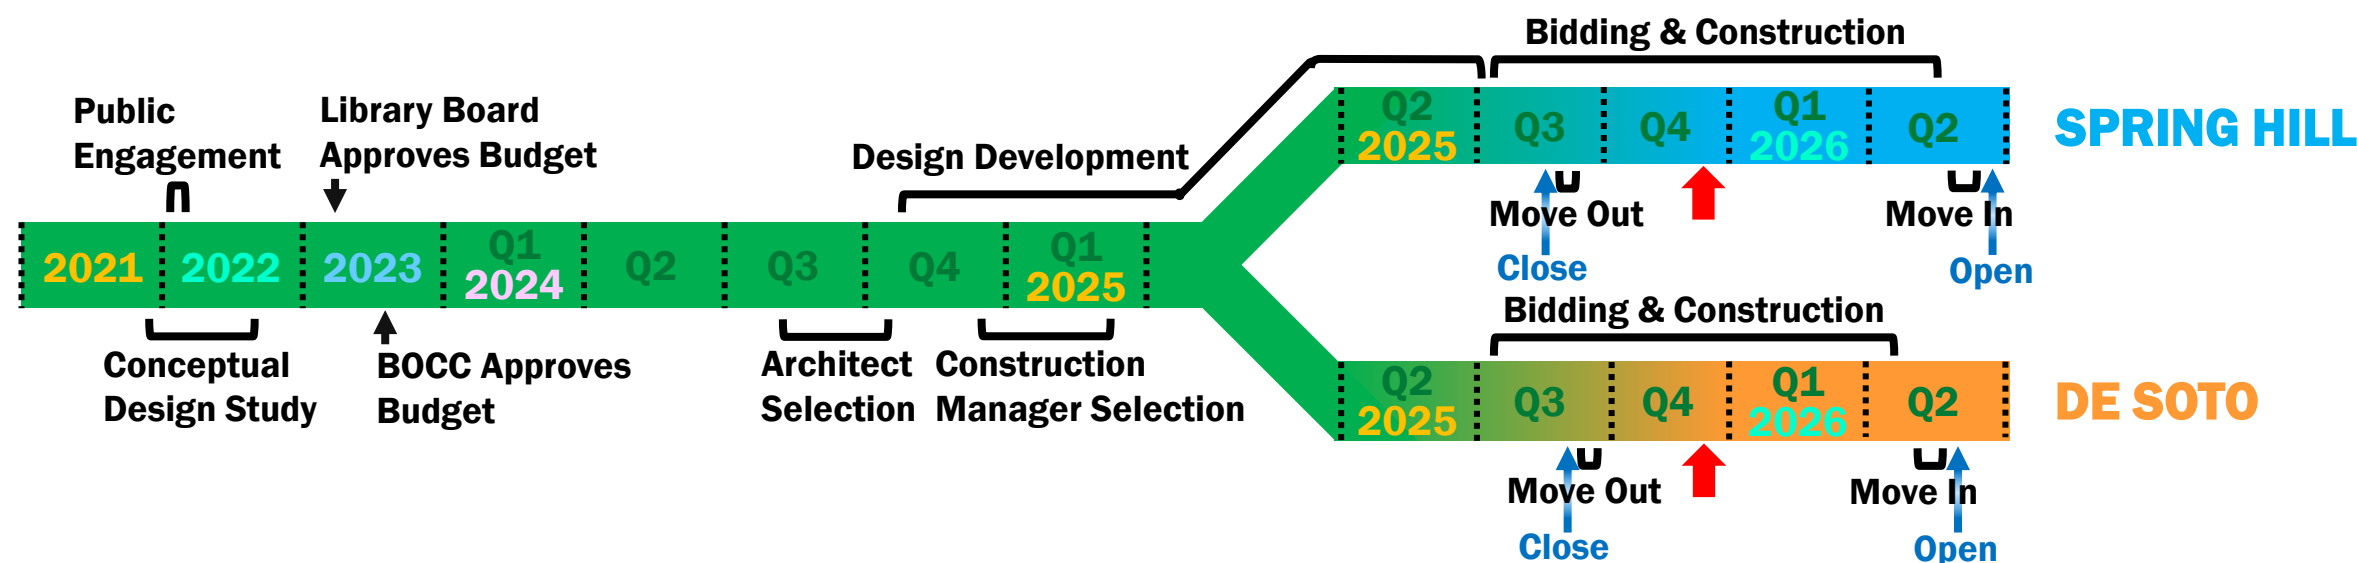 Public
Engagement
Library Board
Approves Budget
Design Development
2021
2022
2023
Q1
2024
Q2
Q3
Q4
Q1
2025
Conceptual
Design Study
BOCC Approves
Budget
Architect
Selection
Construction
Manager Selection
Bidding & Construction
Q2
2025
Q3
Q4
Q1
2026
Q2
SPRING HILL
Move Out
Close
Move In
Open
Bidding & Construction
Q2
2025
Q3
Q4
Q1
2026
Q2
DE SOTO
Move Out
Close
Move In
Open